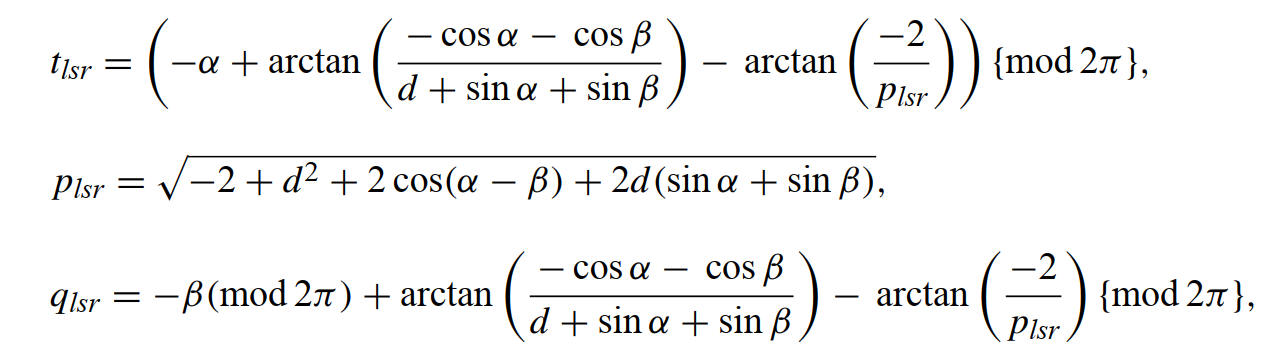 t_{lsr} = \left( -\alpha + \arctan \left( \frac{-\cos \alpha - \cos \beta}{d + \sin \alpha + \sin \beta} \right) - \arctan \left( \frac{-2}{p_{lsr}} \right) \right) \{mod 2\pi\},
p_{lsr} = \sqrt{-2 + d^2 + 2 \cos(\alpha - \beta) + 2d(\sin \alpha + \sin \beta)},
q_{lsr} = -\beta (mod 2\pi) + \arctan \left( \frac{-\cos \alpha - \cos \beta}{d + \sin \alpha + \sin \beta} \right) - \arctan \left( \frac{-2}{p_{lsr}} \right) \{mod 2\pi\},